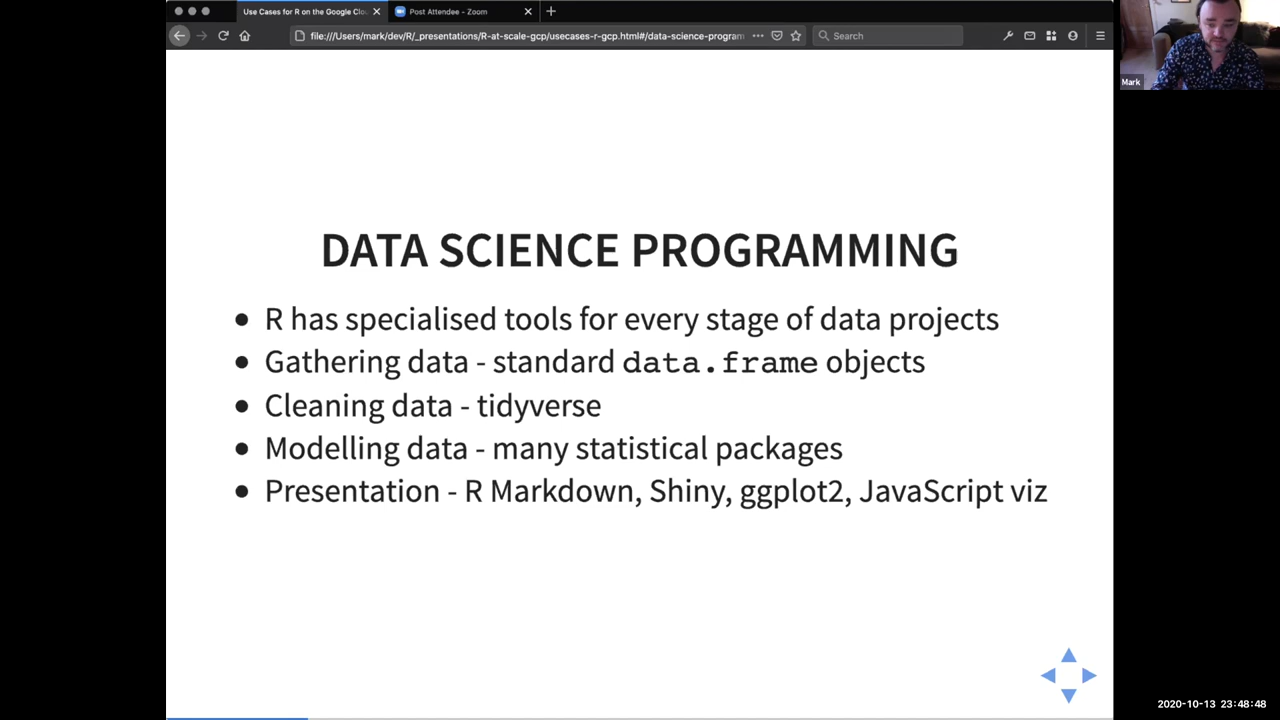 Use Cases for R on the Google Clou
Post Attendee - Zoom
file:///Users/mark/dev/R/_presentations/R-at-scale-gcp/usecases-r-gcp.html#/data-science-program
Search
Mark
DATA SCIENCE PROGRAMMING
• R has specialised tools for every stage of data projects
• Gathering data - standard data.frame objects
• Cleaning data - tidyverse
• Modelling data - many statistical packages
• Presentation - R Markdown, Shiny, ggplot2, JavaScript viz
2020-10-13 23:48:48